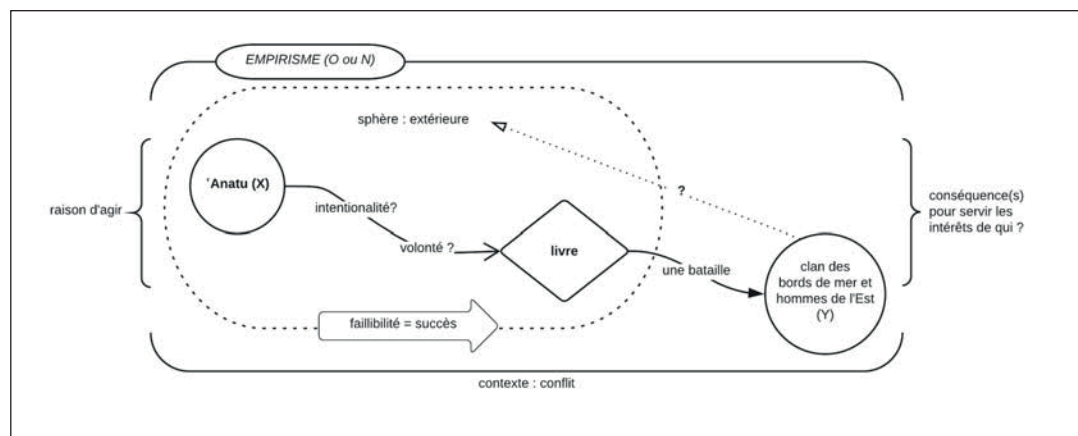 EMPIRISME (O ou N)
sphère : extérieure
'Anatu (X)
raison d'agir
intentionalité?
volonté ?
livre
?
une bataille
clan des
bords de mer et
hommes de l'Est
(Y)
conséquence(s)
pour servir les
intérêts de qui ?
faillibilité = succès
contexte : conflit